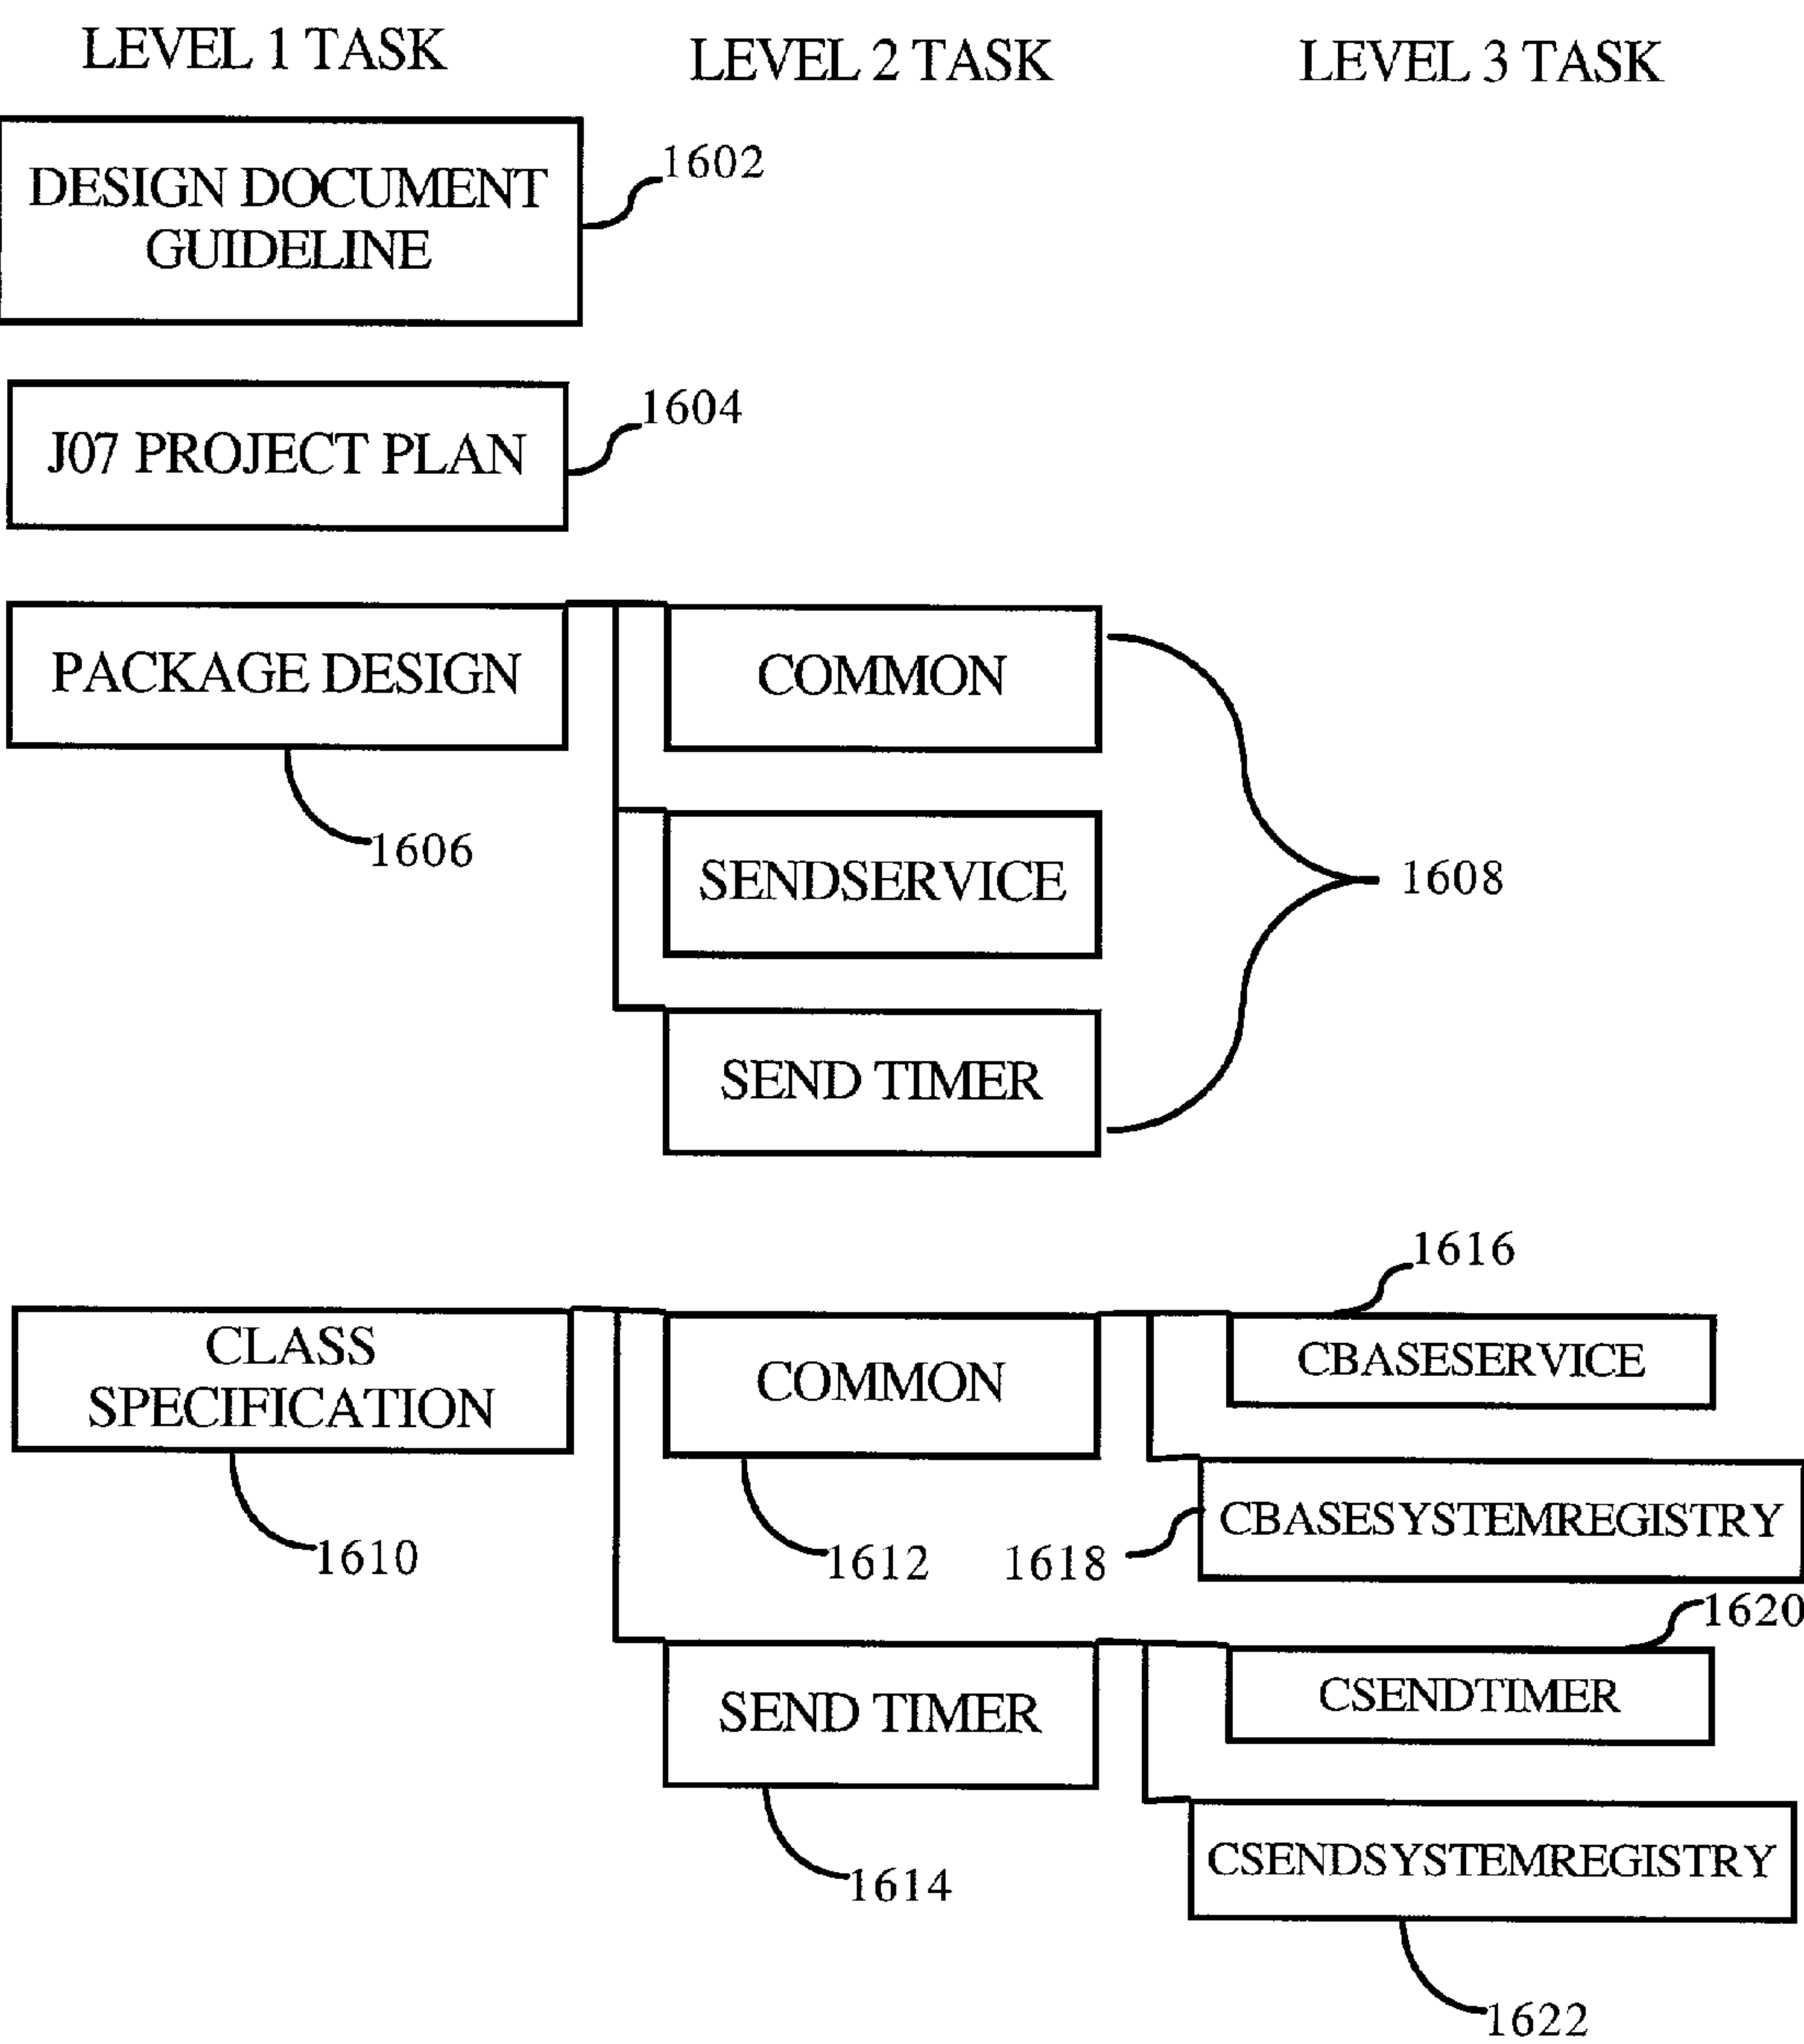 LEVEL 1 TASK
LEVEL 2 TASK
LEVEL 3 TASK
DESIGN DOCUMENT
GUIDELINE
1602
J07 PROJECT PLAN
1604
PACKAGE DESIGN
1606
COMMON
SENDSERVICE
SEND TIMER
1608
CLASS
SPECIFICATION
1610
COMMON
1612
1616
CBASESERVICE
1618
CBASESYSTEMREGISTRY
SEND TIMER
1614
1620
CSENDTIMER
CSENDSYSTEMREGISTRY
1622